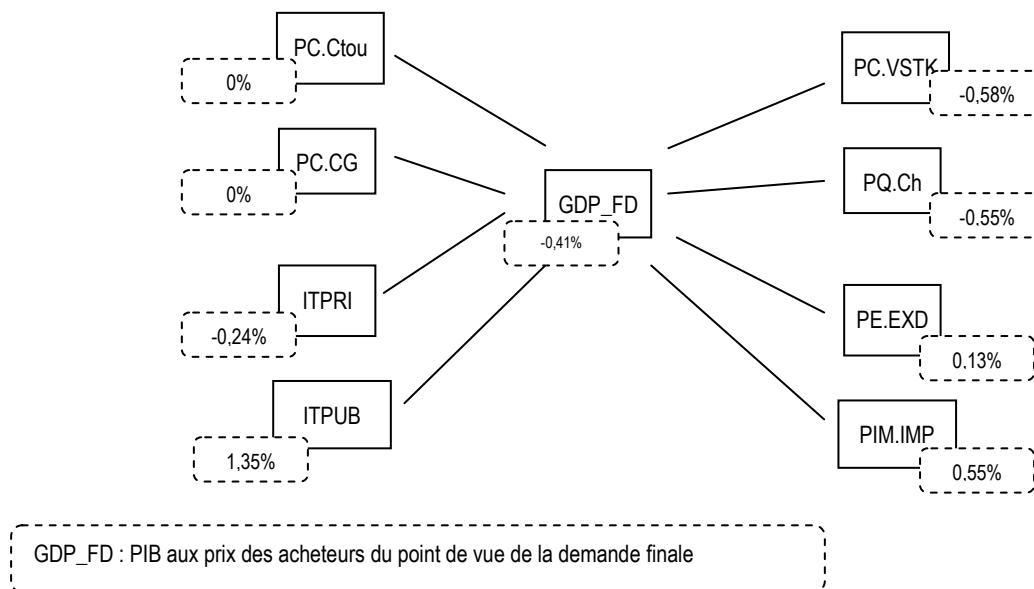 PC.Ctou
0%
PC.CG
0%
ITPRI
-0,24%
ITPUB
1,35%
GDP_FD
-0,41%
PC.VSTK
-0,58%
PQ.Ch
-0.55%
PE.EXD
0,13%
PIM.IMP
0,55%
GDP_FD : PIB aux prix des acheteurs du point de vue de la demande finale